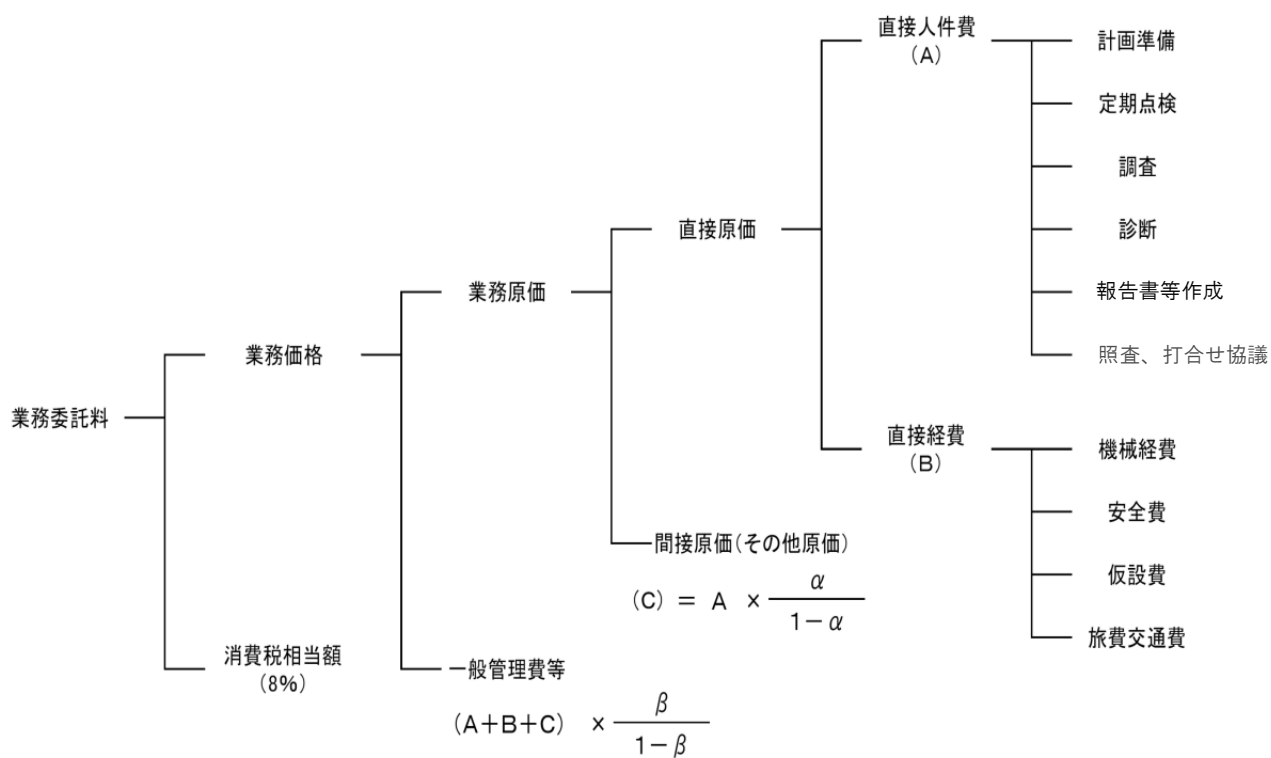 業務委託料
業務価格
消費税相当額
(8%)
業務原価
一般管理費等
(A+B+C) × β
1-β
直接原価
間接原価(その他原価)
(C) = A × α
1-α
直接人件費
(A)
計画準備
定期点検
調査
診断
報告書等作成
照査、打合せ協議
直接経費
(B)
機械経費
安全費
仮設費
旅費交通費